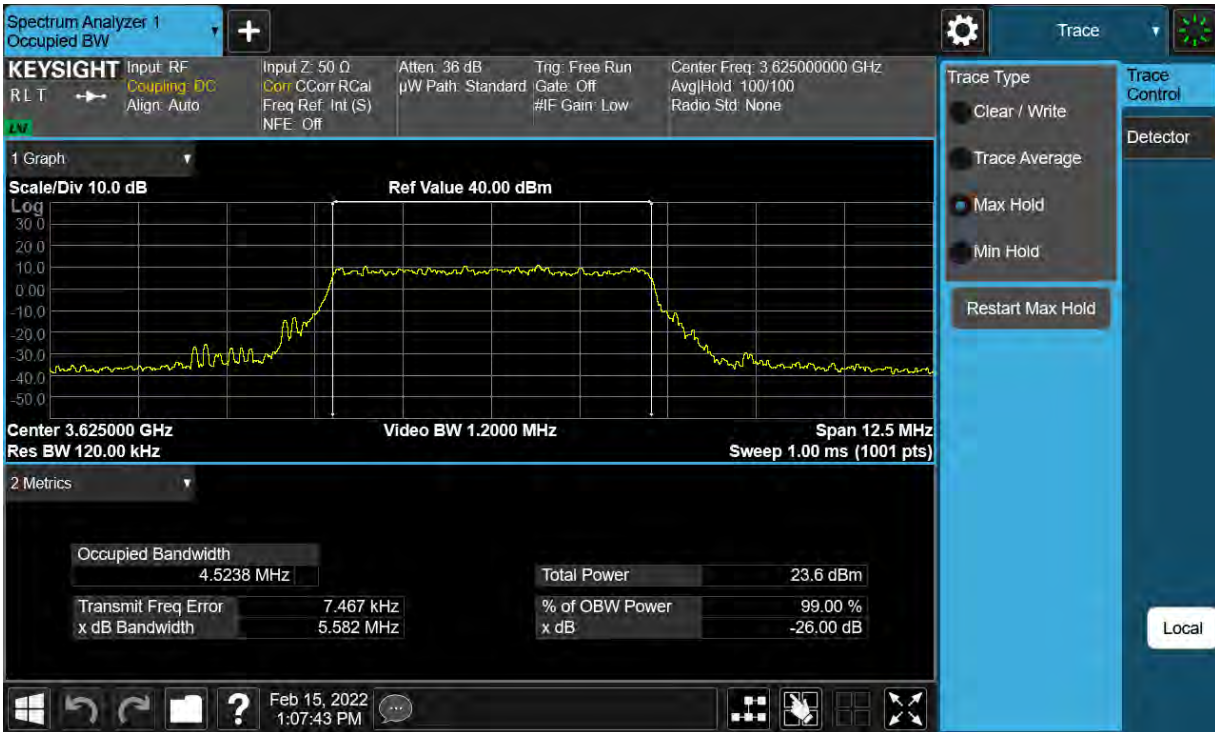 Spectrum Analyzer 1
Occupied BW
+
Trace
KEYSIGHT
RLT
LXI
Input: RF
Coupling: DC
Align: Auto
Input Z: 50 Ω
Corr CCorr RCal
Freq Ref: Int (S)
NFE: Off
Atten: 36 dB
µW Path: Standard
Trig: Free Run
Gate: Off
#IF Gain: Low
Center Freq: 3.625000000 GHz
Avg|Hold: 100/100
Radio Std: None
Trace Type
Clear / Write
Trace Average
Max Hold
Min Hold
Restart Max Hold
Trace
Control
Detector
Local
1 Graph
Scale/Div 10.0 dB
Ref Value 40.00 dBm
Log
30.0
20.0
10.0
0.00
-10.0
-20.0
-30.0
-40.0
-50.0
Center 3.625000 GHz
Video BW 1.2000 MHz
Span 12.5 MHz
Res BW 120.00 kHz
Sweep 1.00 ms (1001 pts)
2 Metrics
Occupied Bandwidth
4.5238 MHz
Total Power 23.6 dBm
Transmit Freq Error 7.467 kHz
% of OBW Power 99.00 %
x dB Bandwidth 5.582 MHz
x dB -26.00 dB
?
Feb 15, 2022
1:07:43 PM